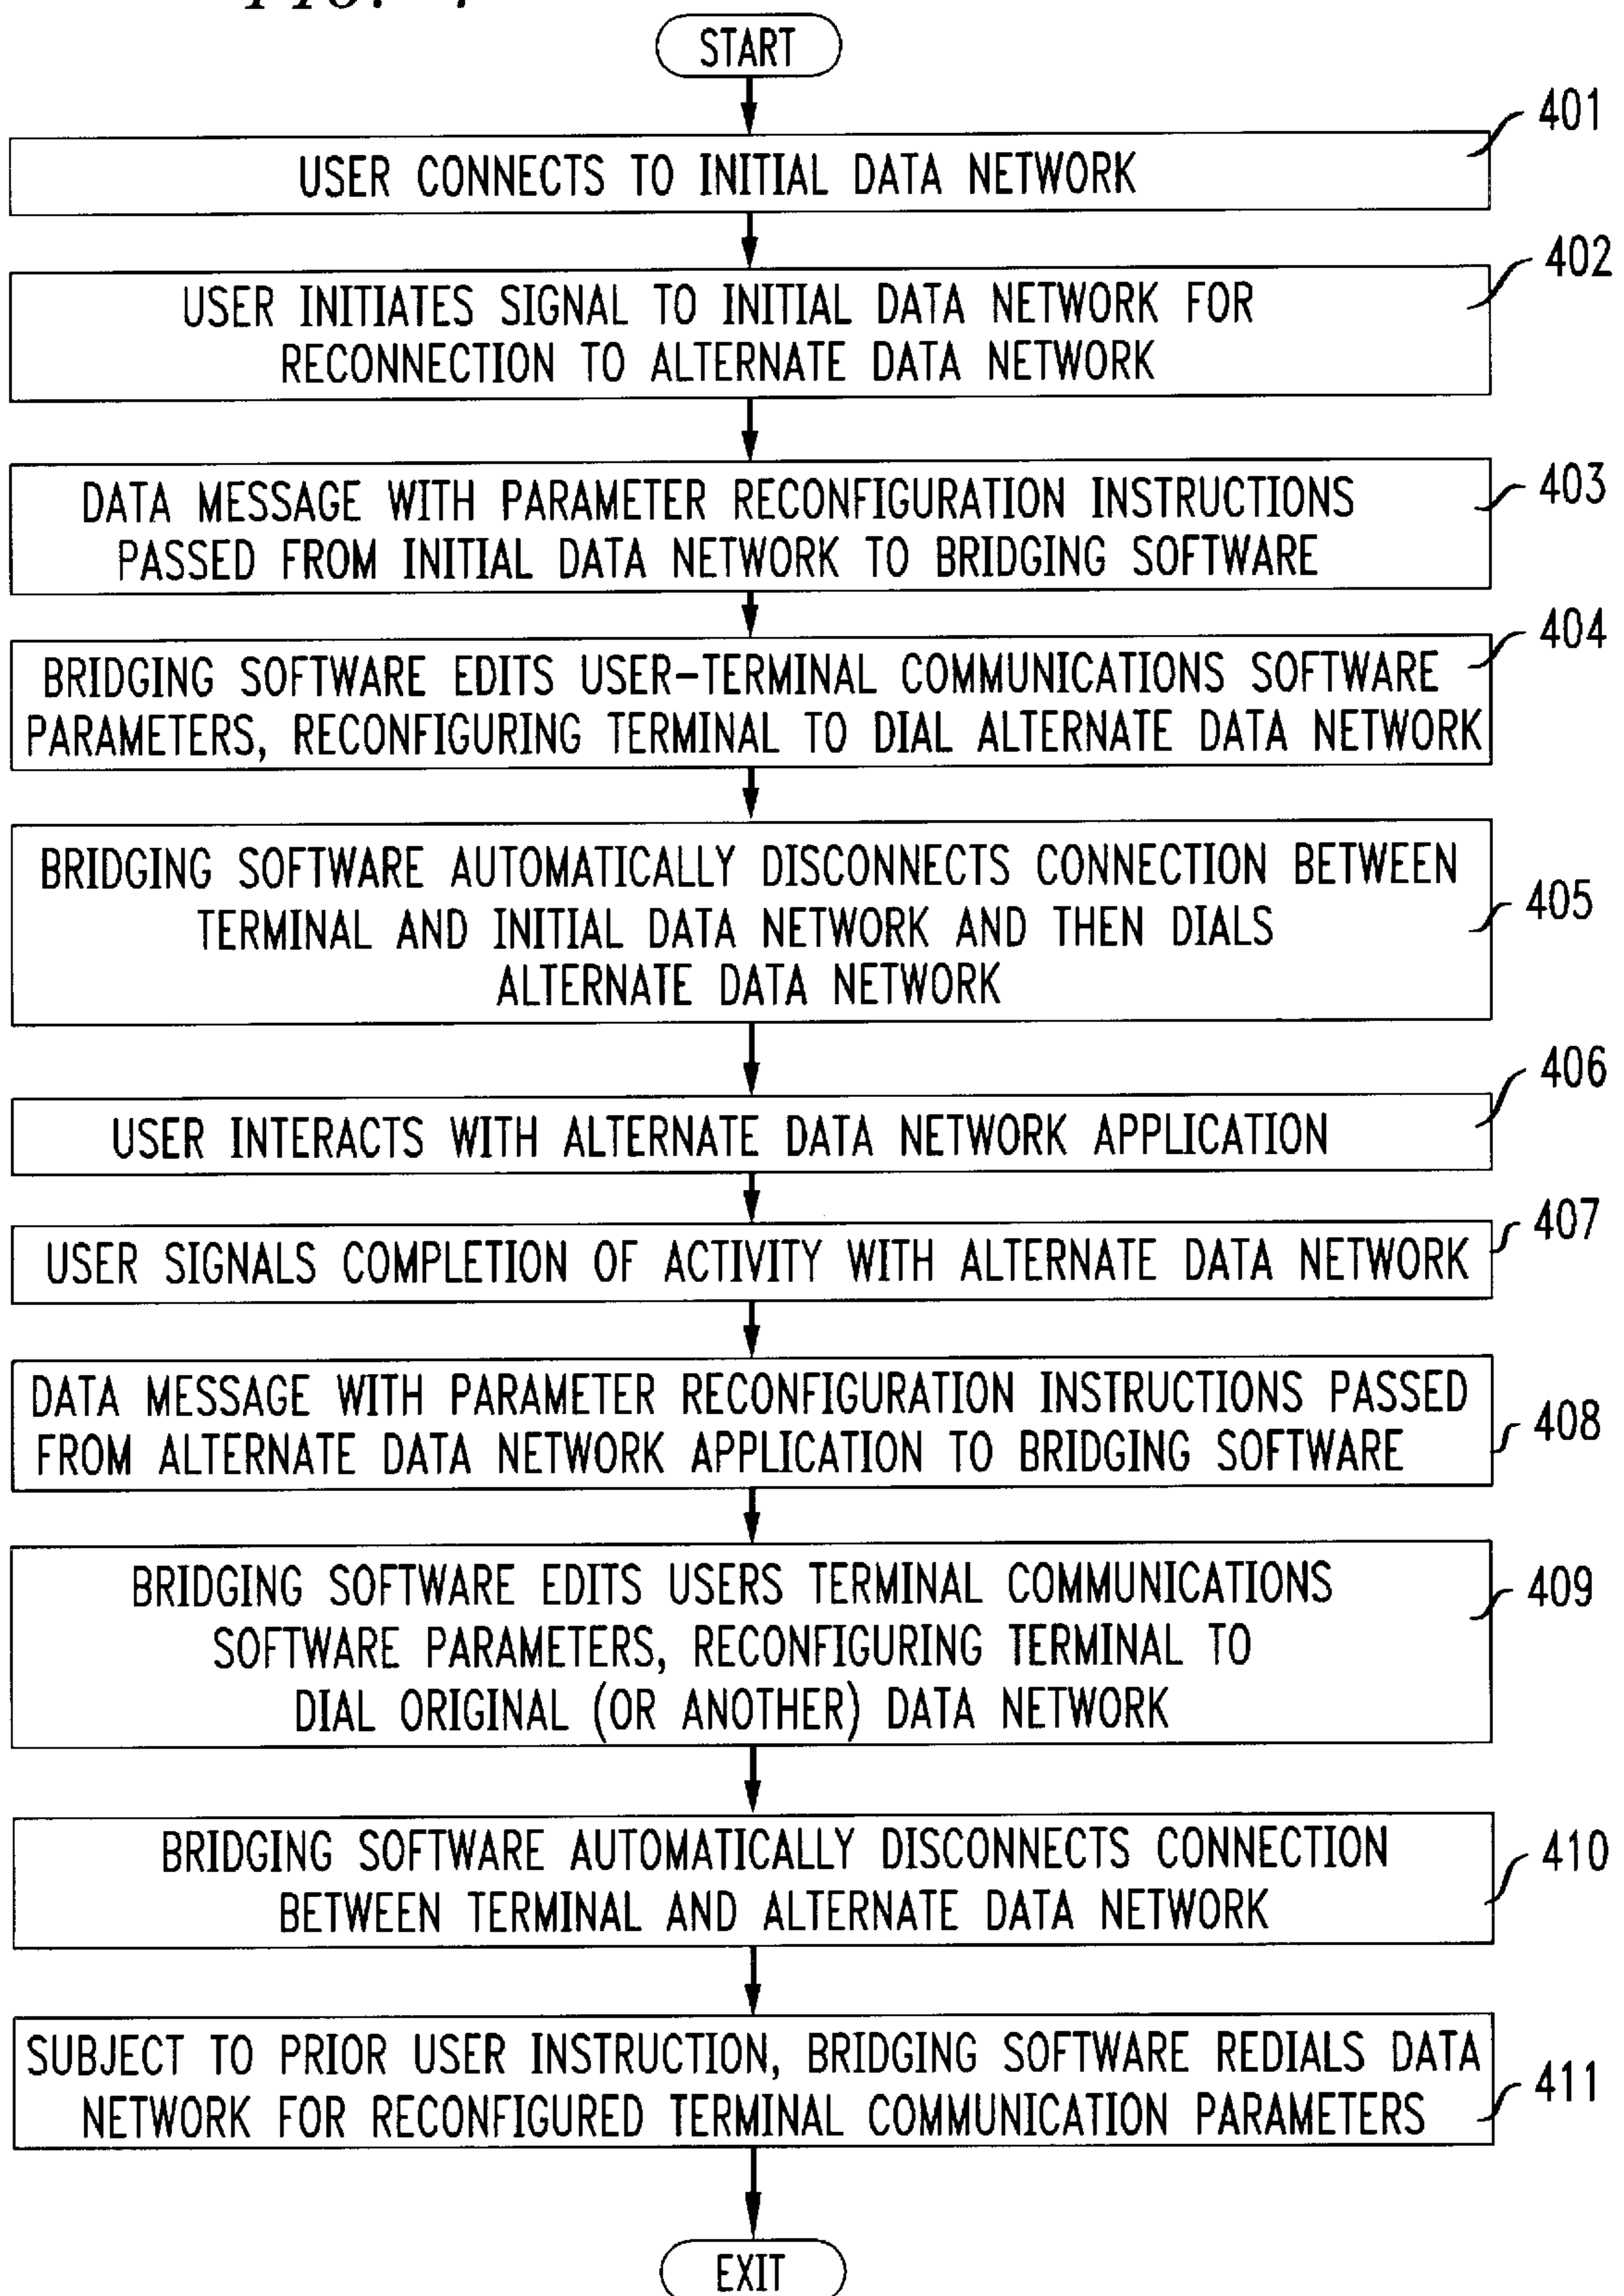 FIG. 4
START
401
USER CONNECTS TO INITIAL DATA NETWORK
402
USER INITIATES SIGNAL TO INITIAL DATA NETWORK FOR
RECONNECTION TO ALTERNATE DATA NETWORK
403
DATA MESSAGE WITH PARAMETER RECONFIGURATION INSTRUCTIONS
PASSED FROM INITIAL DATA NETWORK TO BRIDGING SOFTWARE
404
BRIDGING SOFTWARE EDITS USER-TERMINAL COMMUNICATIONS SOFTWARE
PARAMETERS, RECONFIGURING TERMINAL TO DIAL ALTERNATE DATA NETWORK
BRIDGING SOFTWARE AUTOMATICALLY DISCONNECTS CONNECTION BETWEEN
405
TERMINAL AND INITIAL DATA NETWORK AND THEN DIALS
ALTERNATE DATA NETWORK
406
USER INTERACTS WITH ALTERNATE DATA NETWORK APPLICATION
407
USER SIGNALS COMPLETION OF ACTIVITY WITH ALTERNATE DATA NETWORK
DATA MESSAGE WITH PARAMETER RECONFIGURATION INSTRUCTIONS PASSED
408
FROM ALTERNATE DATA NETWORK APPLICATION TO BRIDGING SOFTWARE
BRIDGING SOFTWARE EDITS USERS TERMINAL COMMUNICATIONS
409
SOFTWARE PARAMETERS, RECONFIGURING TERMINAL TO
DIAL ORIGINAL (OR ANOTHER) DATA NETWORK
BRIDGING SOFTWARE AUTOMATICALLY DISCONNECTS CONNECTION
410
BETWEEN TERMINAL AND ALTERNATE DATA NETWORK
SUBJECT TO PRIOR USER INSTRUCTION, BRIDGING SOFTWARE REDIALS DATA
411
NETWORK FOR RECONFIGURED TERMINAL COMMUNICATION PARAMETERS
EXIT